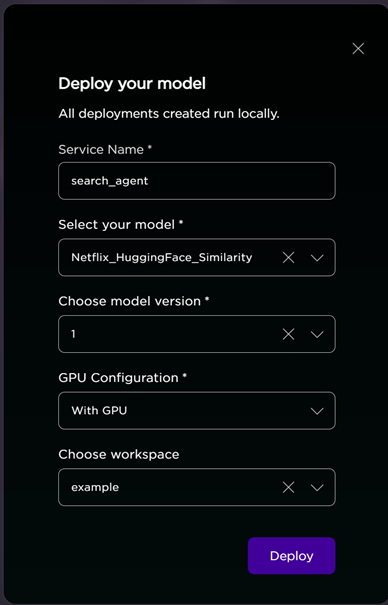 Deploy your model
All deployments created run locally.
Service Name *
search_agent
Select your model *
Netflix_HuggingFace_Similarity
Choose model version *
1
GPU Configuration *
With GPU
Choose workspace
example
Deploy